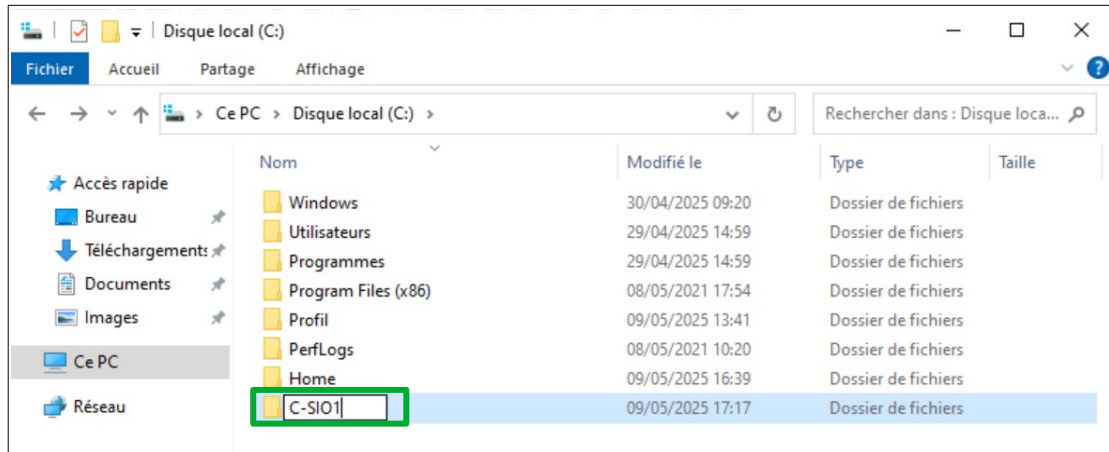 Disque local (C:)
Fichier Accueil Partage Affichage
Ce PC > Disque local (C:) >
Rechercher dans : Disque loca...
Nom Modifié le Type Taille
Accès rapide
Bureau
Téléchargements
Documents
Images
Ce PC
Réseau
Windows 30/04/2025 09:20 Dossier de fichiers
Utilisateurs 29/04/2025 14:59 Dossier de fichiers
Programmes 29/04/2025 14:59 Dossier de fichiers
Program Files (x86) 08/05/2021 17:54 Dossier de fichiers
Profil 09/05/2025 13:41 Dossier de fichiers
PerfLogs 08/05/2021 10:20 Dossier de fichiers
Home 09/05/2025 16:39 Dossier de fichiers
C-SIO1 09/05/2025 17:17 Dossier de fichiers